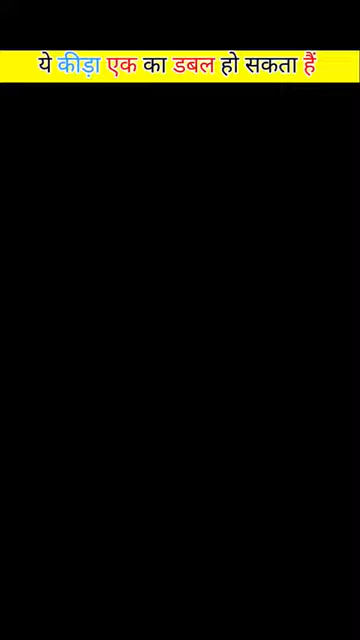 ये कीड़ा एक का डबल हो सकता हैं